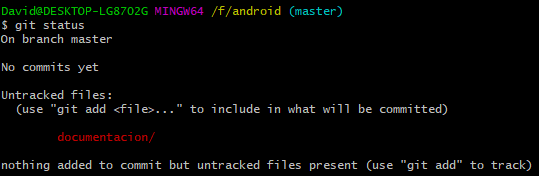 David@DESKTOP-LG87O2G MINGW64 /f/android (master)
$ git status
On branch master
No commits yet
Untracked files:
(use "git add <file>..." to include in what will be committed)
documentacion/
nothing added to commit but untracked files present (use "git add" to track)